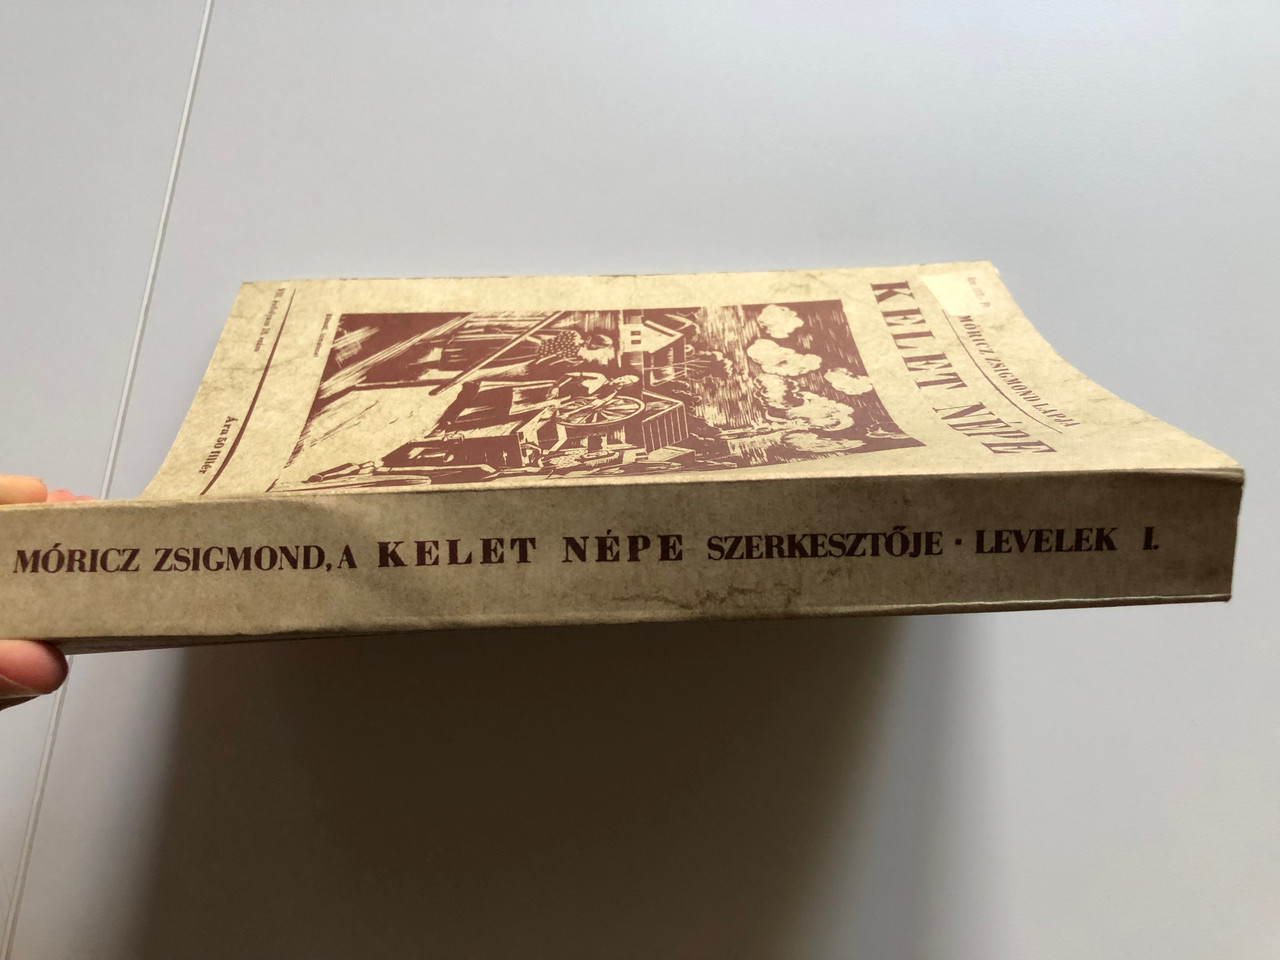 MÓRICZ ZSIGMOND LAPJA
KELET NÉPE
Ára 50 fillér
MÓRICZ ZSIGMOND, A KELET NÉPE SZERKESZTŐJE · LEVELEK I.